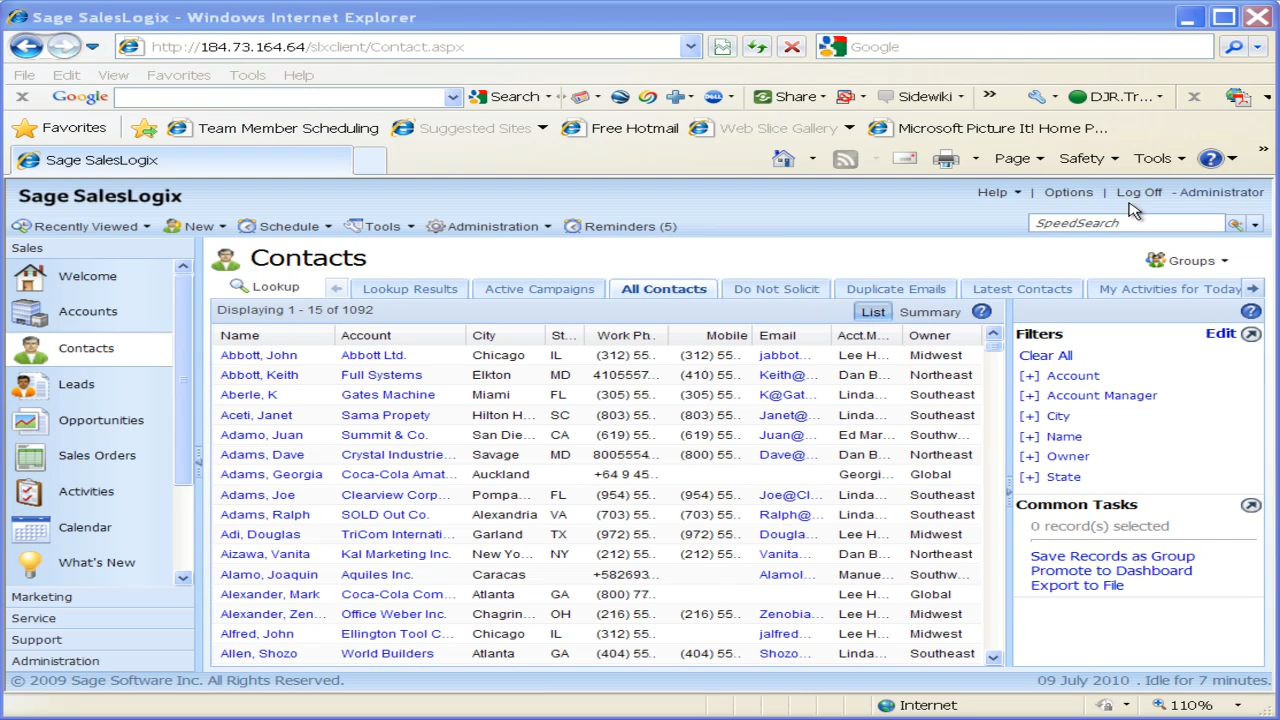 Sage SalesLogix - Windows Internet Explorer
http://184.73.164.64/slxclient/Contact.aspx
Google
File Edit View Favorites Tools Help
x Google Search Share Sidewiki » DJR.Tr... x
Favorites Team Member Scheduling Suggested Sites Free Hotmail Web Slice Gallery Microsoft Picture It! Home P...
Sage SalesLogix
Page Safety Tools »
Sage SalesLogix
Help | Options | Log Off - Administrator
Recently Viewed New Schedule Tools Administration Reminders (5)
SpeedSearch
Sales
Welcome
Accounts
Contacts
Leads
Opportunities
Sales Orders
Activities
Calendar
What's New
Marketing
Service
Support
Administration
Contacts
Groups
Lookup Lookup Results Active Campaigns All Contacts Do Not Solicit Duplicate Emails Latest Contacts My Activities for Today
Displaying 1 - 15 of 1092
List Summary
Name Account City St... Work Ph... Mobile Email Acct.M... Owner
Abbott, John Abbott Ltd. Chicago IL (312) 55... (312) 55.. jabbot... Lee H... Midwest
Abbott, Keith Full Systems Elkton MD 4105557... (410) 55... Keith@... Dan B... Northeast
Aberle, K Gates Machine Miami FL (305) 55... (305) 55.. K@Gat... Linda... Southeast
Aceti, Janet Sama Propety Hilton H... SC (803) 55... (803) 55.. Janet@... Linda... Southeast
Adamo, Juan Summit & Co. San Die... CA (619) 55... (619) 55.. Juan@... Ed Mar... Southw...
Adams, Dave Crystal Industrie... Savage MD 8005554... (800) 55.. Dave@... Dan B... Northeast
Adams, Georgia Coca-Cola Amat... Auckland +64 9 45... Georgi... Global
Adams, Joe Clearview Corp... Pompa... FL (954) 55... (954) 55.. Joe@Cl... Linda... Southeast
Adams, Ralph SOLD Out Co. Alexandria VA (703) 55... (703) 55.. Ralph@... Linda... Southeast
Adi, Douglas TriCom Internati... Garland TX (972) 55... (972) 55.. Dougla... Lee H... Midwest
Aizawa, Vanita Kal Marketing Inc. New Yo... NY (212) 55... (212) 55.. Vanita... Dan B... Northeast
Alamo, Joaquin Aquiles Inc. Caracas +582693... Alamol... Manue... Southw...
Alexander, Mark Coca-Cola Com... Atlanta GA (800) 77... Lee H... Global
Alexander, Zen... Office Weber Inc. Chagrin... OH (216) 55... (216) 55.. Zenobia... Lee H... Midwest
Alfred, John Ellington Tool C... Chicago IL (312) 55... jalfred... Lee H... Midwest
Allen, Shozo World Builders Atlanta GA (404) 55... (404) 55.. Shozo... Linda... Southeast
Filters Edit
Clear All
[+] Account
[+] Account Manager
[+] City
[+] Name
[+] Owner
[+] State
Common Tasks
0 record(s) selected
Save Records as Group
Promote to Dashboard
Export to File
© 2009 Sage Software Inc. All Rights Reserved. 09 July 2010 . Idle for 7 minutes.
Internet 110%